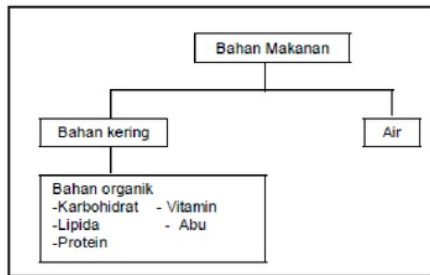 Bahan Makanan
Bahan kering
Air
Bahan organik
-Karbohidrat - Vitamin
-Lipida - Abu
-Protein